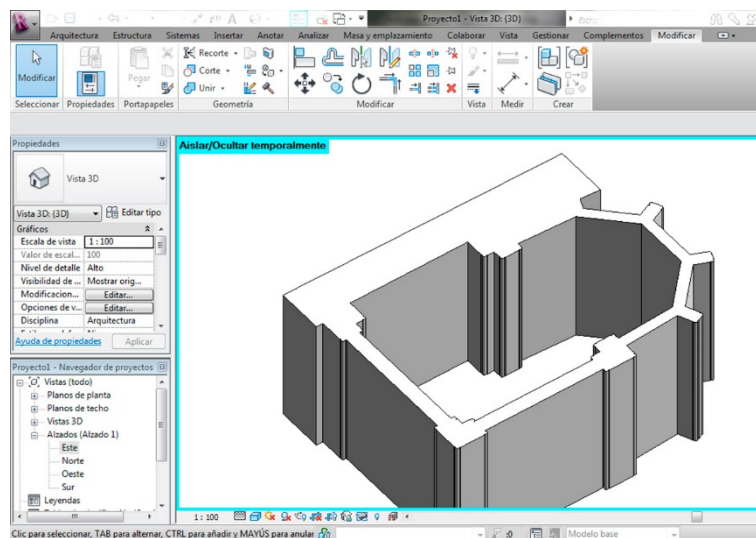 Proyecto1 - Vista 3D: {3D}
Arquitectura Estructura Sistemas Insertar Anotar Analizar Masa y emplazamiento Colaborar Vista Gestionar Complementos Modificar
Modificar
Pegar
Recorte
Corte
Unir
Seleccionar Propiedades Portapapeles Geometría Modificar Vista Medir Crear
Propiedades
Vista 3D
Vista 3D: {3D} Editar tipo
Gráficos
Escala de vista 1 : 100
Valor de escal... 100
Nivel de detalle Alto
Visibilidad de ... Mostrar orig...
Modificacion... Editar...
Opciones de v... Editar...
Disciplina Arquitectura
Ayuda de propiedades Aplicar
Proyecto1 - Navegador de proyectos
Vistas (todo)
Planos de planta
Planos de techo
Vistas 3D
Alzados (Alzado 1)
Este
Norte
Oeste
Sur
Leyendas
Aislar/Ocultar temporalmente
1 : 100
Clic para seleccionar, TAB para alternar, CTRL para añadir y MAYÚS para anular :0 Modelo base